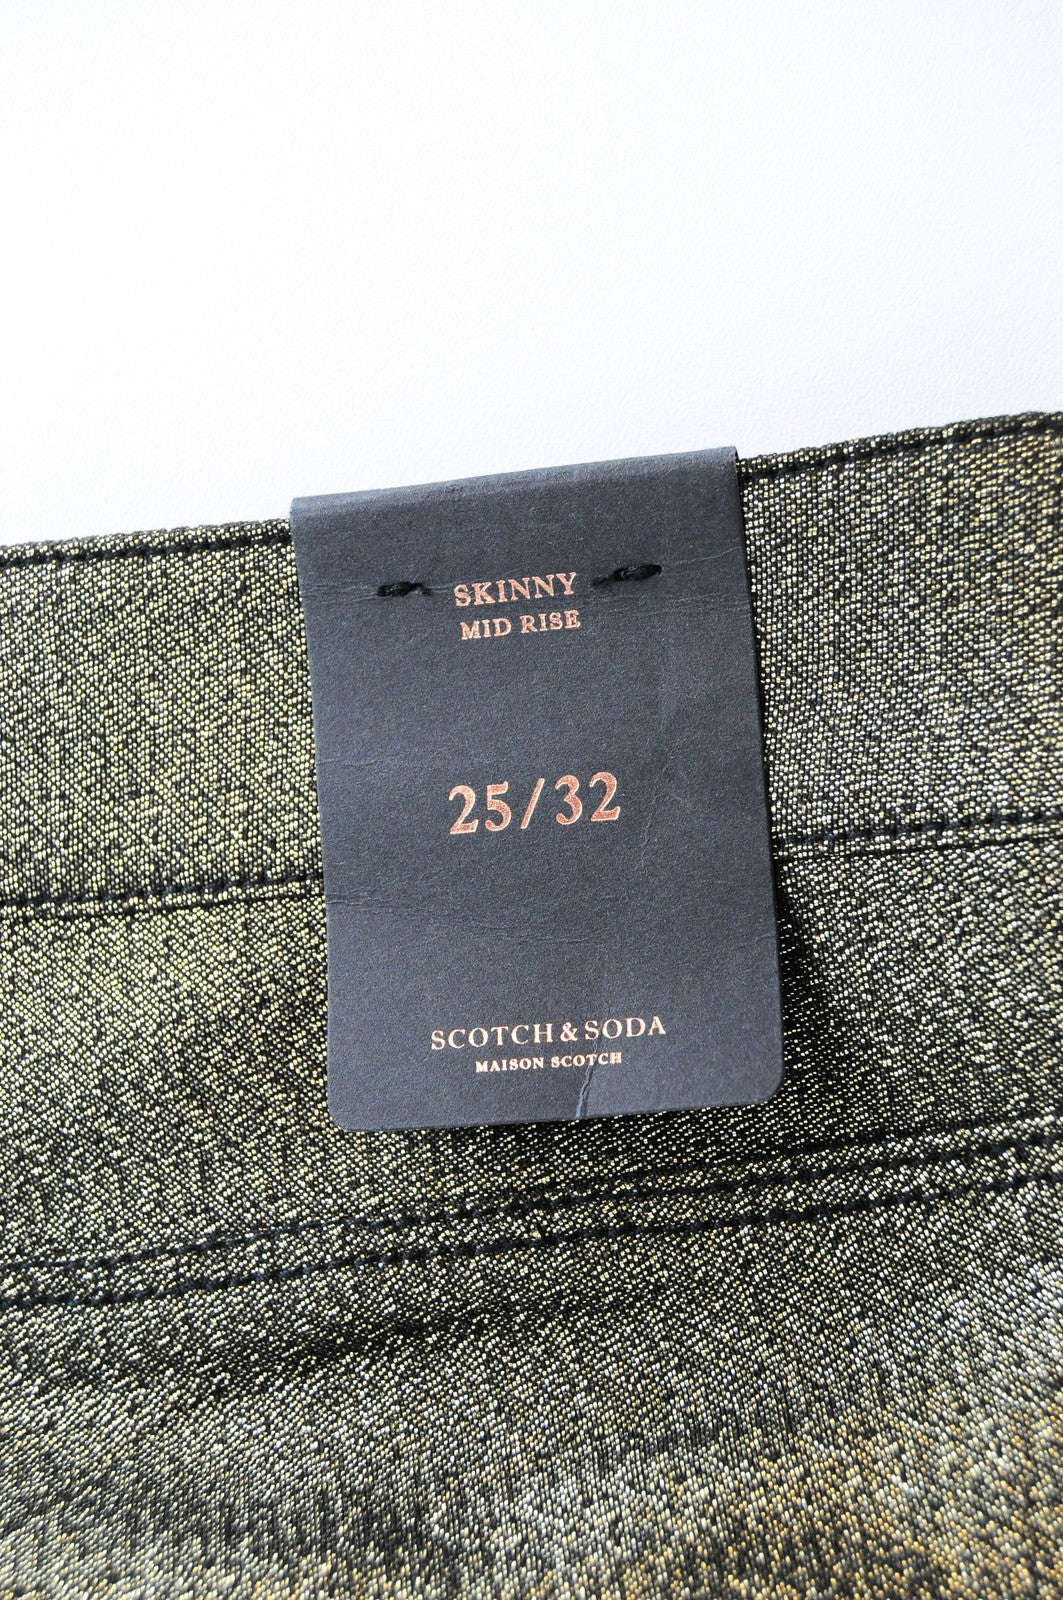 SKINNY
MID RISE
25/32
SCOTCH & SODA
MAISON SCOTCH